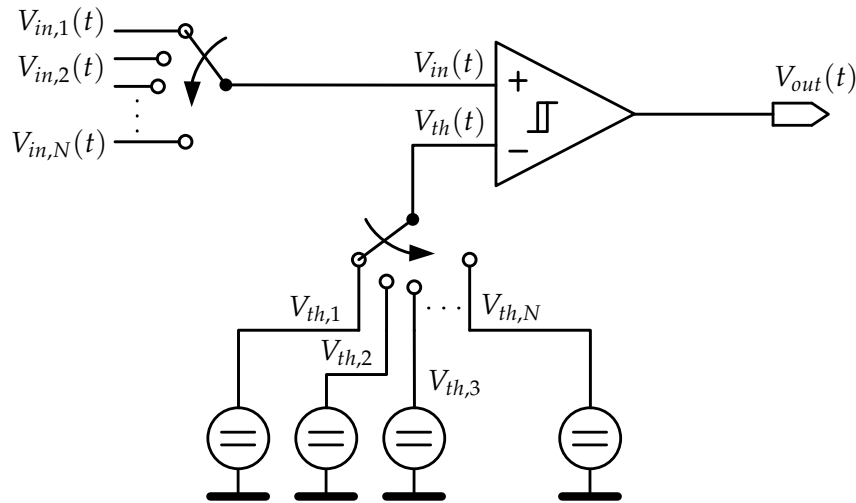 V_{in,1}(t)
V_{in,2}(t)
V_{in,N}(t)
V_{in}(t)
V_{th}(t)
+
−
V_{out}(t)
V_{th,1}
V_{th,2}
V_{th,3}
V_{th,N}